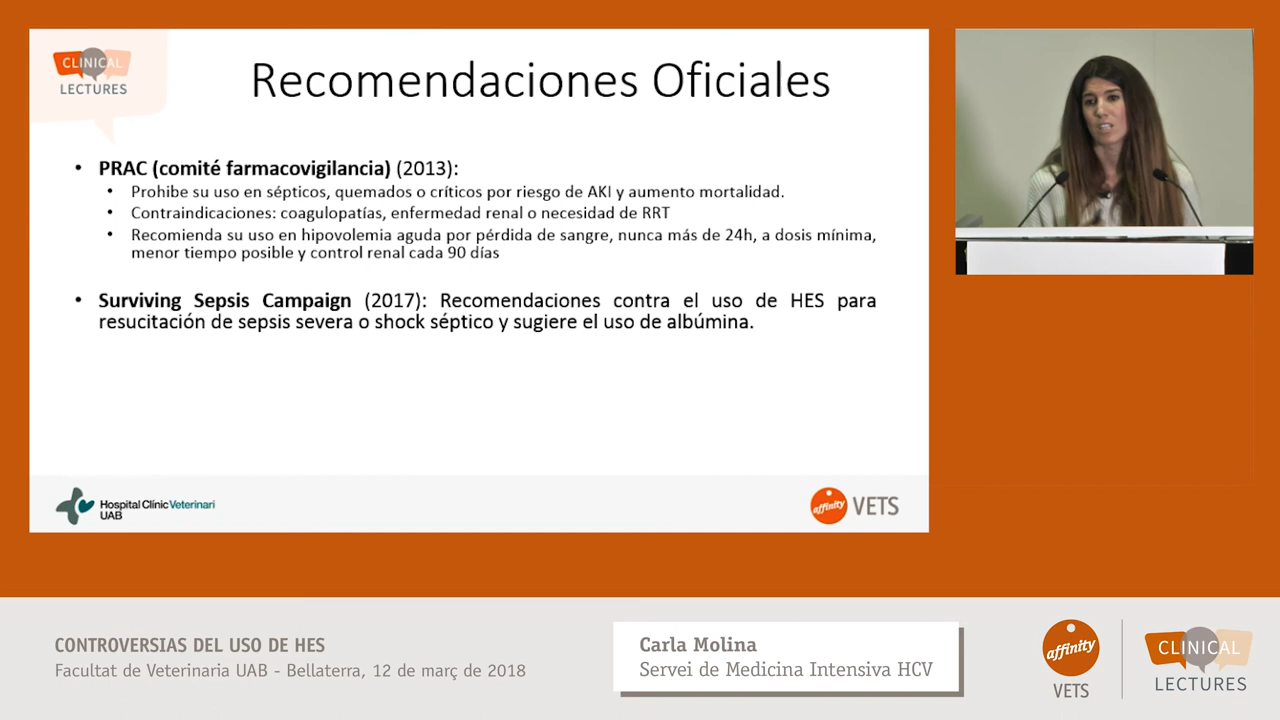 CLINICAL
LECTURES
Recomendaciones Oficiales
• PRAC (comité farmacovigilancia) (2013):
• Prohibe su uso en sépticos, quemados o críticos por riesgo de AKI y aumento mortalidad.
• Contraindicaciones: coagulopatías, enfermedad renal o necesidad de RRT
• Recomienda su uso en hipovolemia aguda por pérdida de sangre, nunca más de 24h, a dosis mínima,
menor tiempo posible y control renal cada 90 días
• Surviving Sepsis Campaign (2017): Recomendaciones contra el uso de HES para
resucitación de sepsis severa o shock séptico y sugiere el uso de albúmina.
Hospital Clínic Veterinari
UAB
affinity VETS
CONTROVERSIAS DEL USO DE HES
Facultat de Veterinaria UAB - Bellaterra, 12 de març de 2018
Carla Molina
Servei de Medicina Intensiva HCV
affinity
VETS
CLINICAL
LECTURES